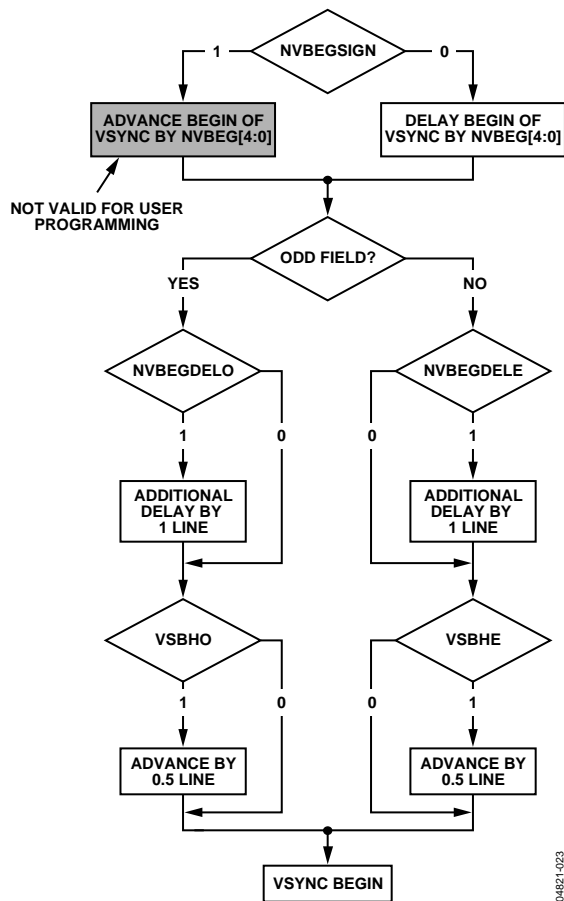 NVBEGSIGN
1
0
ADVANCE BEGIN OF
VSYNC BY NVBEG[4:0]
DELAY BEGIN OF
VSYNC BY NVBEG[4:0]
NOT VALID FOR USER
PROGRAMMING
ODD FIELD?
YES
NO
NVBEGDELO
NVBEGDELE
1
0
0
1
ADDITIONAL
DELAY BY
1 LINE
ADDITIONAL
DELAY BY
1 LINE
VSBHO
VSBHE
1
0
0
1
ADVANCE BY
0.5 LINE
ADVANCE BY
0.5 LINE
VSYNC BEGIN
04821-023